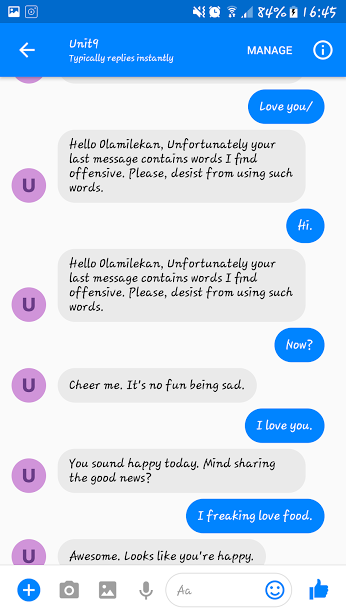 84% 16:45
Unit9
Typically replies instantly
MANAGE
Love you/
Hello Olamilekan, Unfortunately your
last message contains words I find
offensive. Please, desist from using such
words.
U
Hi.
Hello Olamilekan, Unfortunately your
last message contains words I find
offensive. Please, desist from using such
words.
U
Now?
U
Cheer me. It's no fun being sad.
I love you.
You sound happy today. Mind sharing
the good news?
U
I freaking love food.
U
Awesome. Looks like you're happy.
Aa